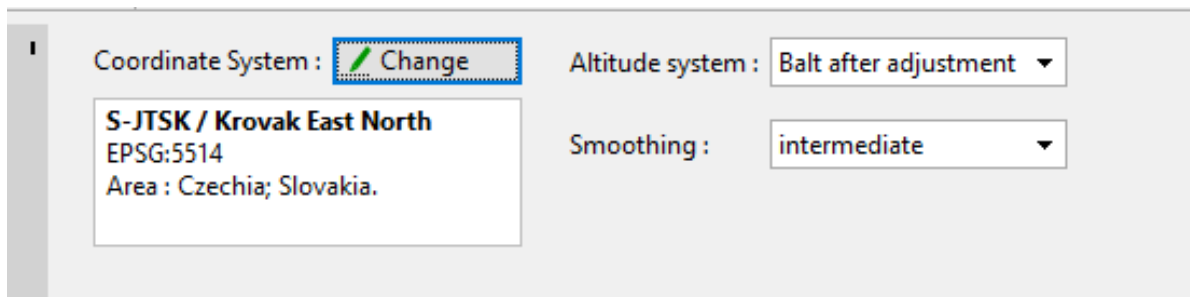 Coordinate System : Change
Altitude system : Balt after adjustment
S-JTSK / Krovak East North
EPSG:5514
Area : Czechia; Slovakia.
Smoothing : intermediate